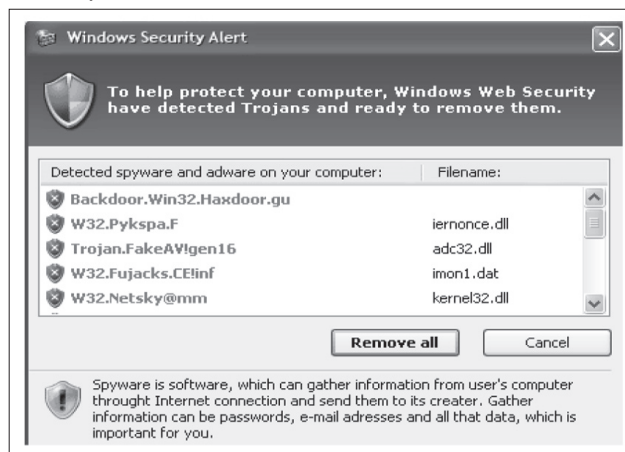 Windows Security Alert
To help protect your computer, Windows Web Security
have detected Trojans and ready to remove them.
Detected spyware and adware on your computer: Filename:
Backdoor.Win32.Haxdoor.gu
W32.Pykspa.F iernonce.dll
Trojan.FakeAV!gen16 adc32.dll
W32.Fujacks.CE!inf imon1.dat
W32.Netsky@mm kernel32.dll
Remove all Cancel
Spyware is software, which can gather information from user's computer
throught Internet connection and send them to its creater. Gather
information can be passwords, e-mail adresses and all that data, which is
important for you.